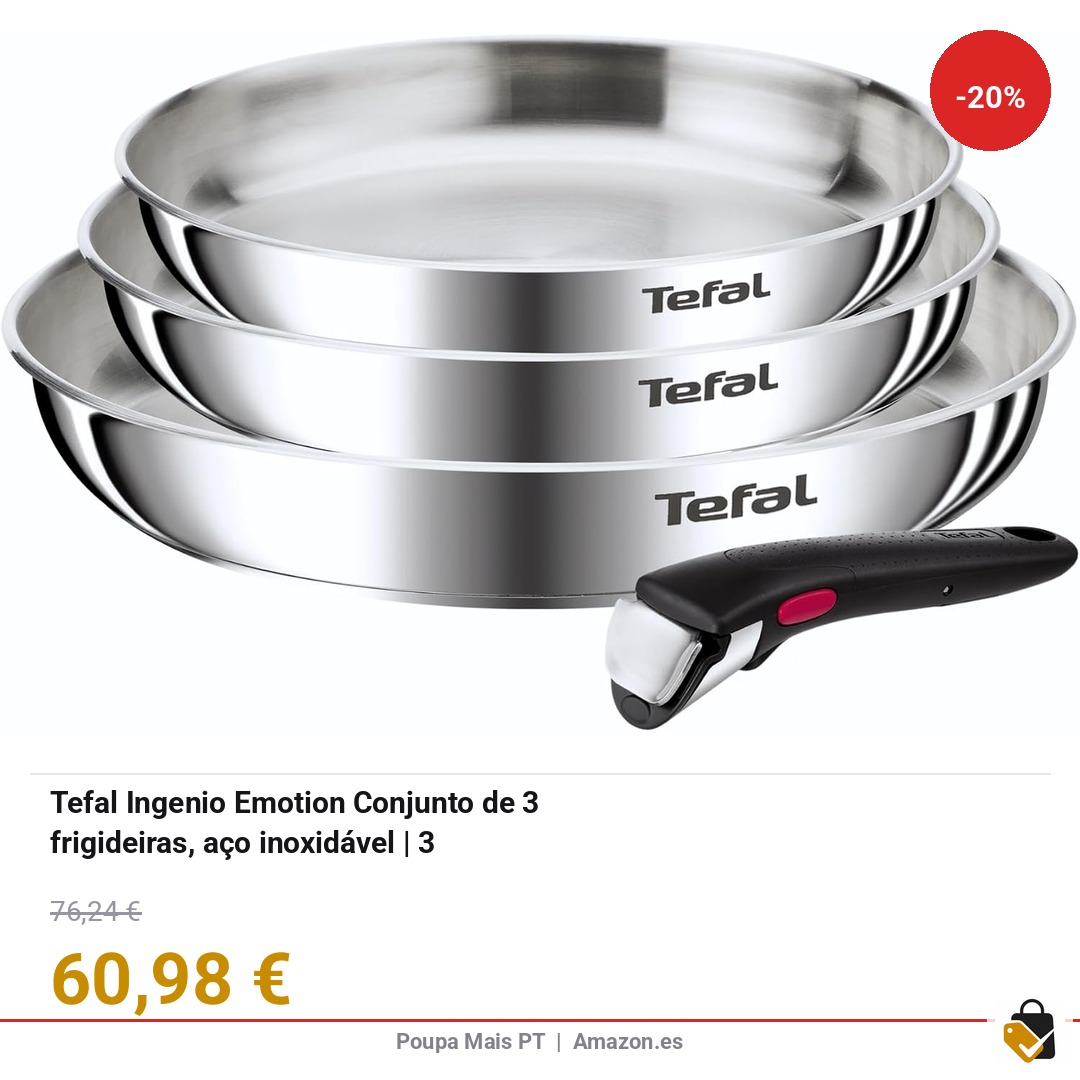 -20%
Tefal
Tefal
Tefal
Tefal
Tefal Ingenio Emotion Conjunto de 3
frigideiras, aço inoxidável | 3
76,24 €
60,98 €
Poupa Mais PT | Amazon.es